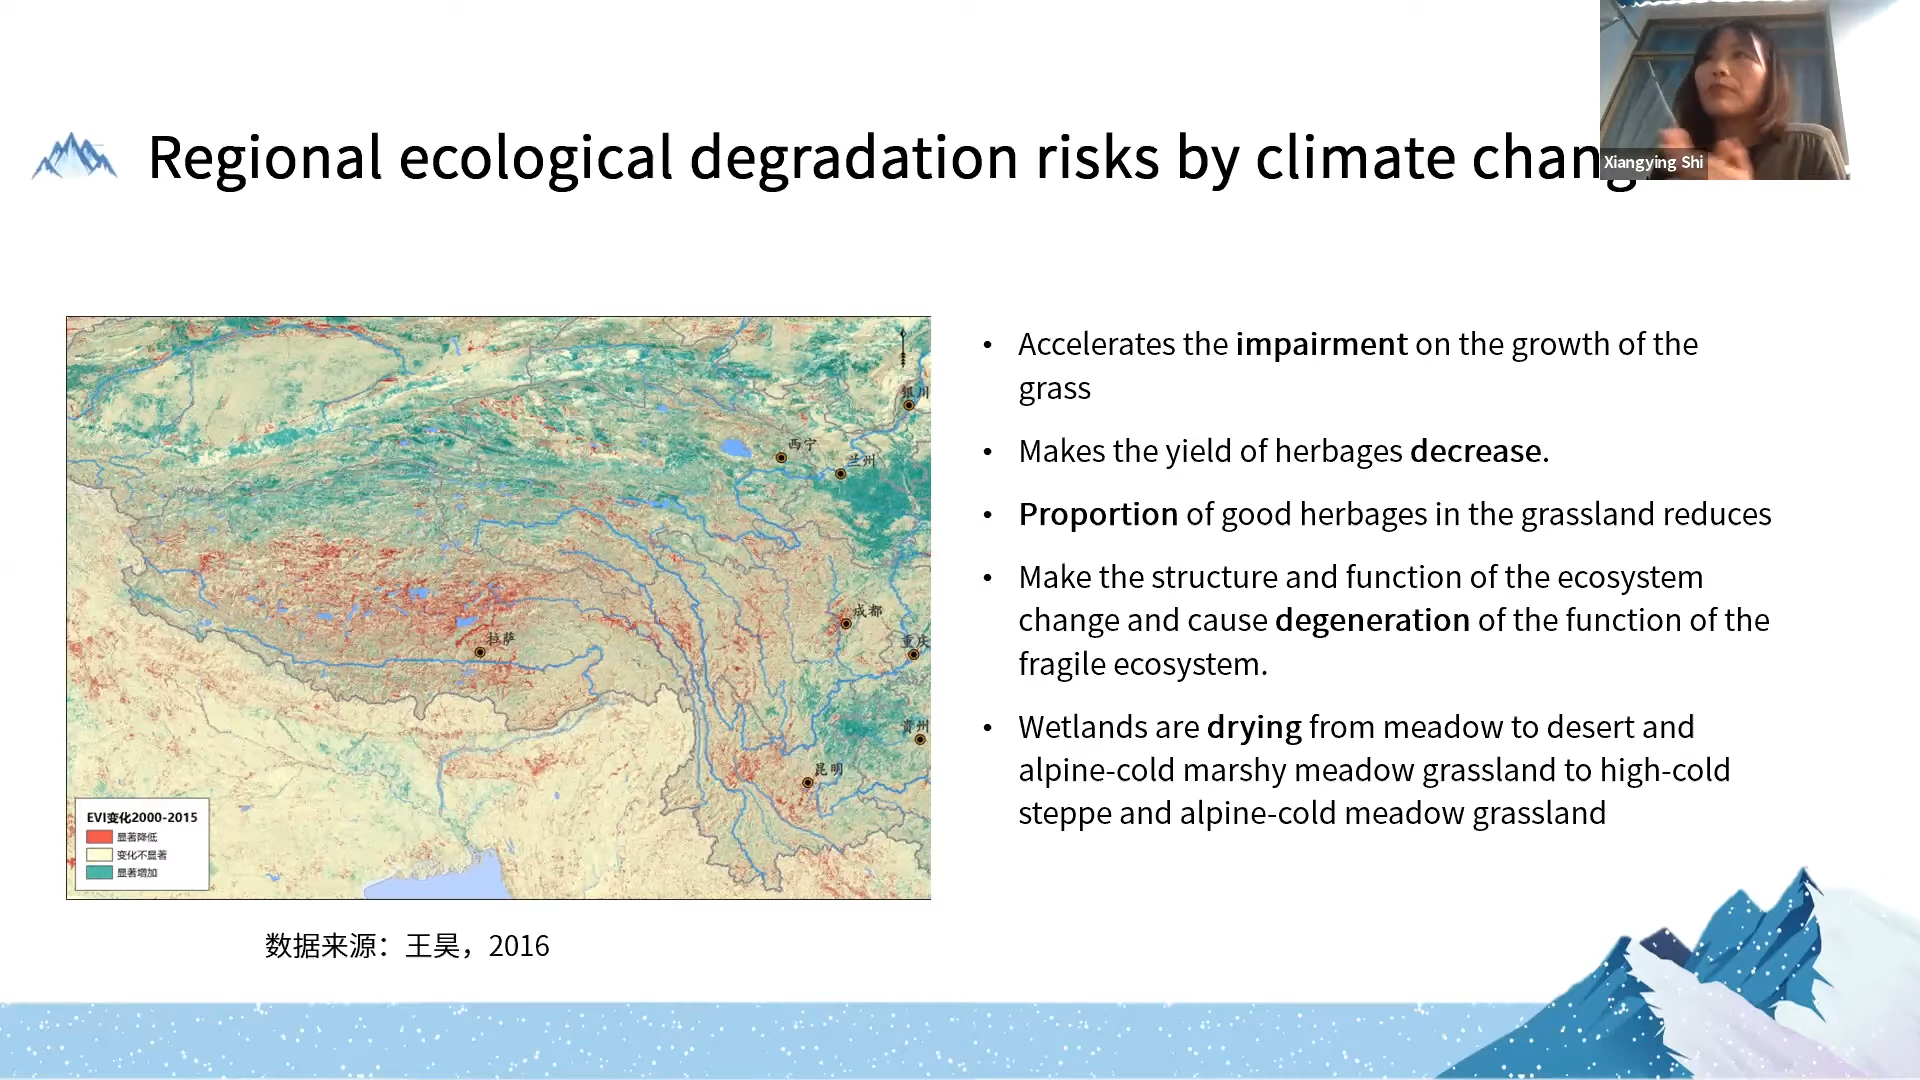 Xiangying Shi
Regional ecological degradation risks by climate chang
Accelerates the impairment on the growth of the
grass
Makes the yield of herbages decrease.
Proportion of good herbages in the grassland reduces
Make the structure and function of the ecosystem
change and cause degeneration of the function of the
fragile ecosystem.
Wetlands are drying from meadow to desert and
alpine-cold marshy meadow grassland to high-cold
steppe and alpine-cold meadow grassland
银川
西宁
兰州
成都
拉萨
重庆
贵州
昆明
EVI变化2000-2015
显著降低
变化不显著
显著增加
数据来源：王昊，2016